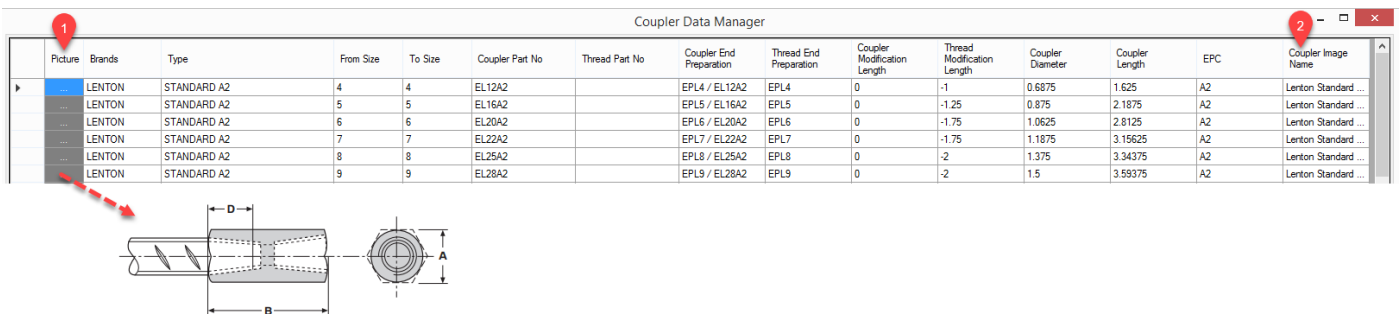 Coupler Data Manager
1
2
Picture Brands Type From Size To Size Coupler Part No Thread Part No Coupler End Preparation Thread End Preparation Coupler Modification Length Thread Modification Length Coupler Diameter Coupler Length EPC Coupler Image Name
... LENTON STANDARD A2 4 4 EL12A2 EPL4 / EL12A2 EPL4 0 -1 0.6875 1.625 A2 Lenton Standard ...
... LENTON STANDARD A2 5 5 EL16A2 EPL5 / EL16A2 EPL5 0 -1.25 0.875 2.1875 A2 Lenton Standard ...
... LENTON STANDARD A2 6 6 EL20A2 EPL6 / EL20A2 EPL6 0 -1.75 1.0625 2.8125 A2 Lenton Standard ...
... LENTON STANDARD A2 7 7 EL22A2 EPL7 / EL22A2 EPL7 0 -1.75 1.1875 3.15625 A2 Lenton Standard ...
... LENTON STANDARD A2 8 8 EL25A2 EPL8 / EL25A2 EPL8 0 -2 1.375 3.34375 A2 Lenton Standard ...
LENTON STANDARD A2 9 9 EL28A2 EPL9 / EL28A2 EPL9 0 -2 1.5 3.59375 A2 Lenton Standard ...
D
A
B